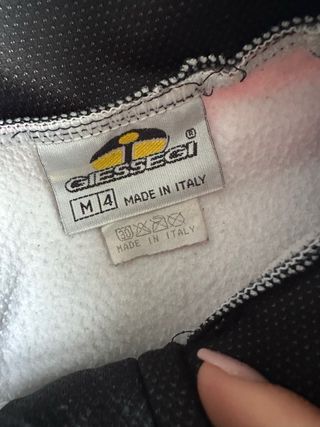 GIESSEGI ®
M 4 MADE IN ITALY
30
MADE IN ITALY